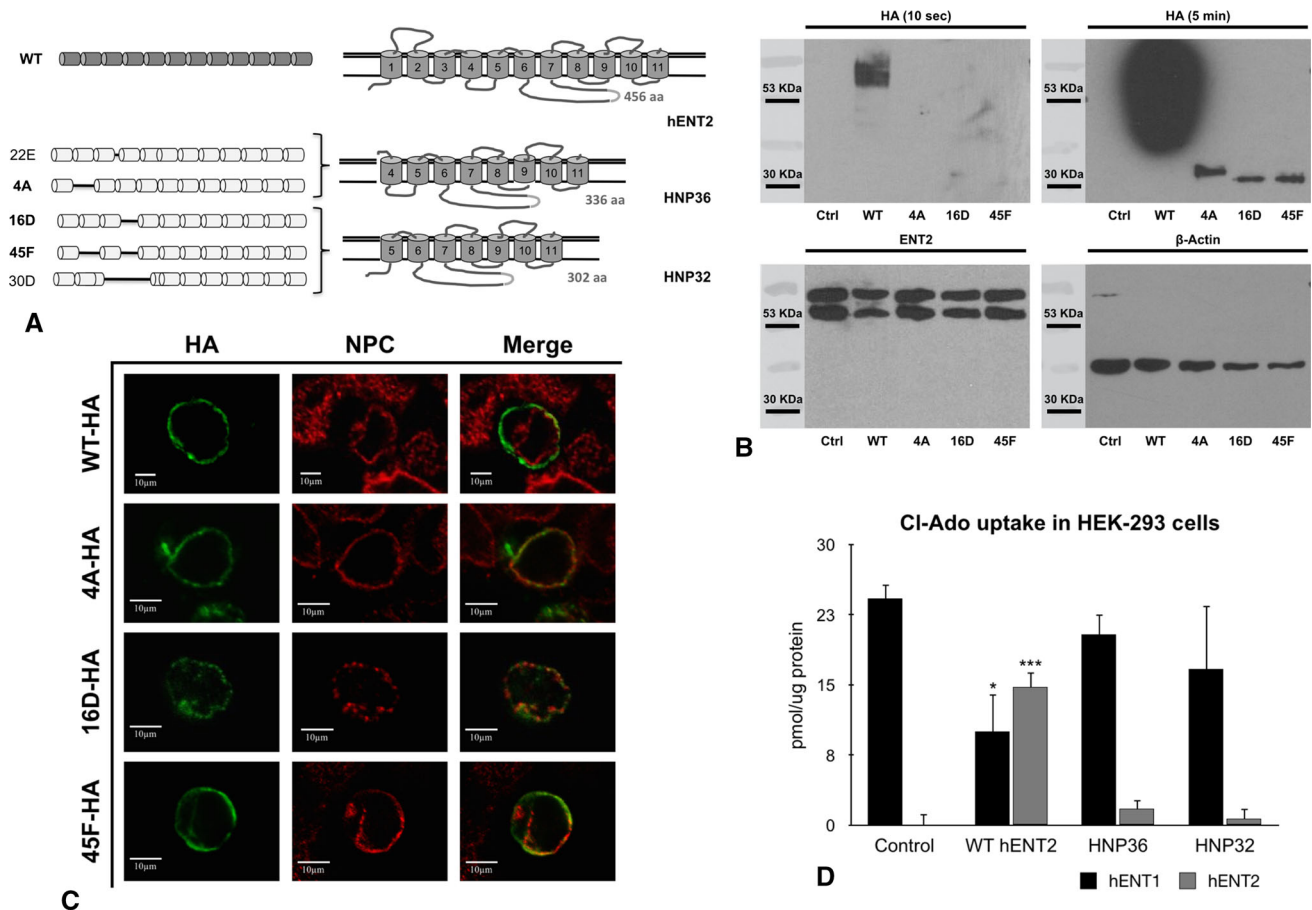 WT
1 2 3 4 5 6 7 8 9 10 11
456 aa
hENT2
22E
4A
4 5 6 7 8 9 10 11
336 aa
HNP36
16D
45F
30D
5 6 7 8 9 10 11
302 aa
HNP32
A
HA (10 sec)
53 KDa
30 KDa
Ctrl WT 4A 16D 45F
HA (5 min)
53 KDa
30 KDa
Ctrl WT 4A 16D 45F
ENT2
53 KDa
30 KDa
Ctrl WT 4A 16D 45F
β-Actin
53 KDa
30 KDa
Ctrl WT 4A 16D 45F
B
HA NPC Merge
WT-HA
10µm 10µm 10µm
4A-HA
10µm 10µm 10µm
16D-HA
10µm 10µm 10µm
45F-HA
10µm 10µm 10µm
C
Cl-Ado uptake in HEK-293 cells
pmol/ug protein
30
23
15
8
0
* ***
Control WT hENT2 HNP36 HNP32
hENT1 hENT2
D